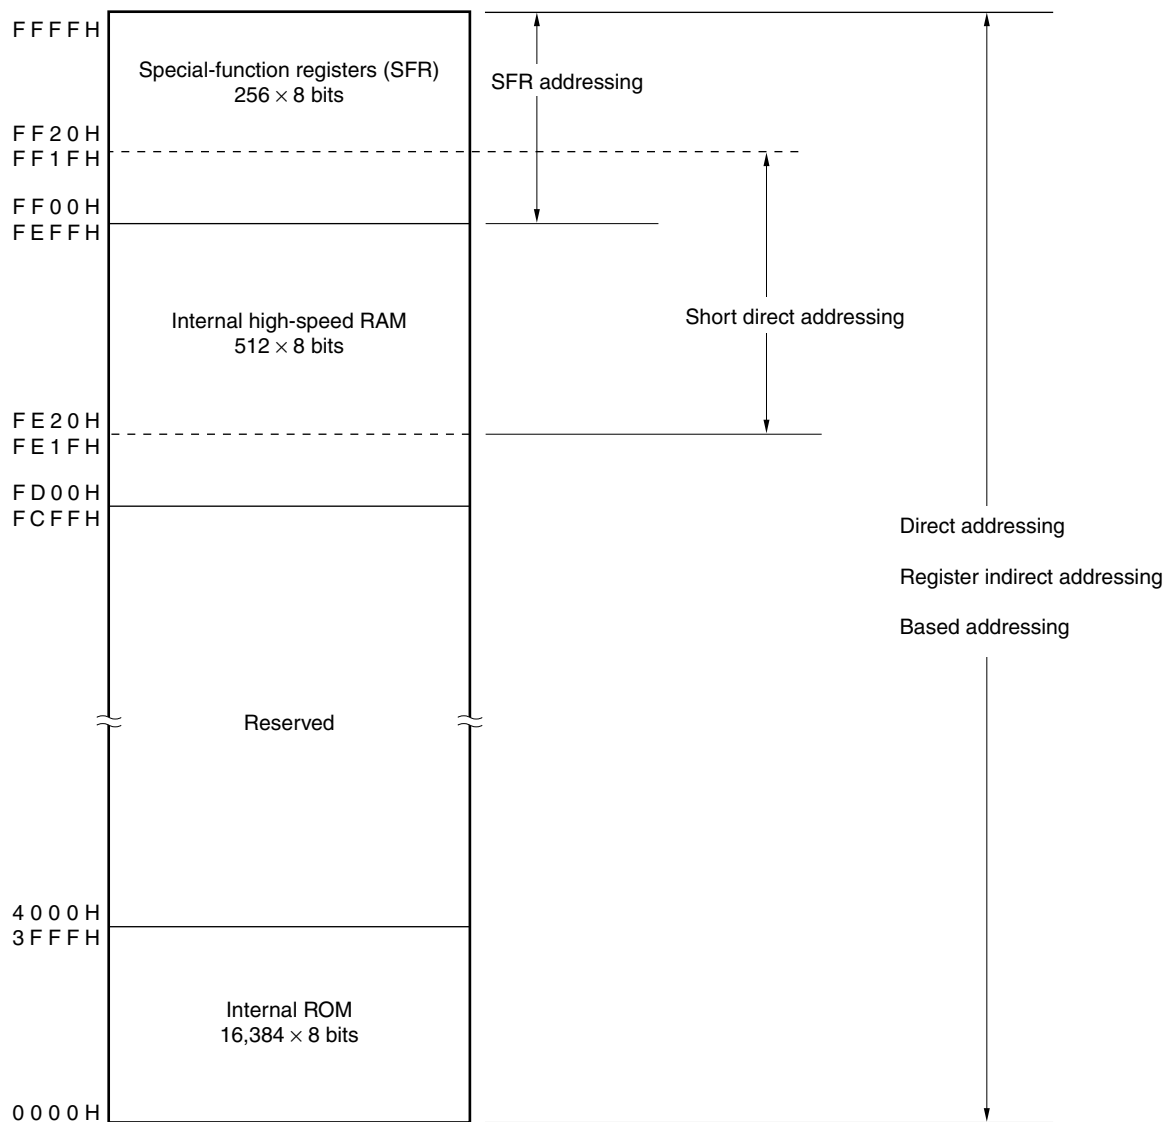 FFFFH
Special-function registers (SFR)
256 × 8 bits
SFR addressing
FF20H
FF1FH
FF00H
FEFFH
Internal high-speed RAM
512 × 8 bits
Short direct addressing
FE20H
FE1FH
FD00H
FCFFH
Direct addressing
Register indirect addressing
Based addressing
Reserved
4000H
3FFFH
Internal ROM
16,384 × 8 bits
0000H